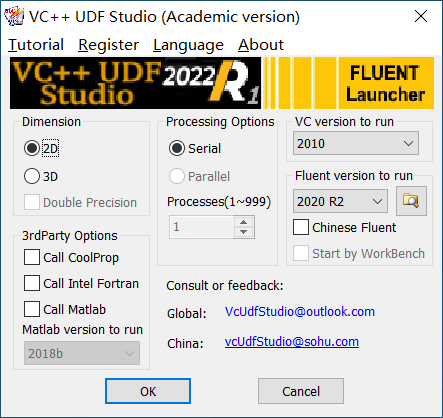 VC++ UDF Studio (Academic version)
Tutorial Register Language About
VC++ UDF Studio 2022 R1 FLUENT Launcher
Dimension
2D
3D
Double Precision
Processing Options
Serial
Parallel
Processes(1~999)
1
VC version to run
2010
Fluent version to run
2020 R2
Chinese Fluent
Start by WorkBench
3rdParty Options
Call CoolProp
Call Intel Fortran
Call Matlab
Matlab version to run
2018b
Consult or feedback:
Global: VcUdfStudio@outlook.com
China: vcUdfStudio@sohu.com
OK Cancel